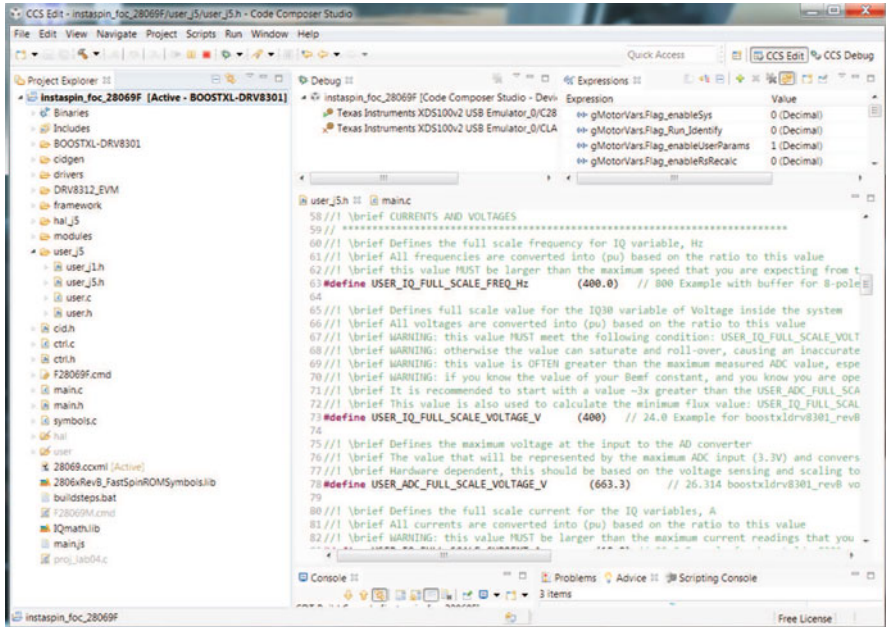 CCS Edit - instaspin_foc_28069F/user_j5/user_j5.h - Code Composer Studio
File Edit View Navigate Project Scripts Run Window Help
Quick Access
CCS Edit
CCS Debug
Project Explorer
instaspin_foc_28069F [Active - BOOSTXL-DRV8301]
Binaries
Includes
BOOSTXL-DRV8301
cidgen
drivers
DRV8312_EVM
framework
hal_j5
modules
user_j5
user_j1.h
user_j5.h
user.c
user.h
cid.h
ctrl.c
ctrl.h
F28069F.cmd
main.c
main.h
symbols.c
hal
user
28069.ccxml [Active]
2806xRevB_FastSpinROMSymbols.lib
buildsteps.bat
F28069M.cmd
IQmath.lib
main.js
proj_lab04.c
Debug
instaspin_foc_28069F [Code Composer Studio - Devi
Texas Instruments XDS100v2 USB Emulator_0/C28
Texas Instruments XDS100v2 USB Emulator_0/CLA
Expressions
Expression Value
gMotorVars.Flag_enableSys 0 (Decimal)
gMotorVars.Flag_Run_Identify 0 (Decimal)
gMotorVars.Flag_enableUserParams 1 (Decimal)
gMotorVars.Flag_enableRsRecalc 0 (Decimal)
user_j5.h
main.c
58 //! \brief CURRENTS AND VOLTAGES
59 //
60 //! \brief Defines the full scale frequency for IQ variable, Hz
61 //! \brief All frequencies are converted into (pu) based on the ratio to this value
62 //! \brief this value MUST be larger than the maximum speed that you are expecting from t
63 #define USER_IQ_FULL_SCALE_FREQ_Hz (400.0) // 800 Example with buffer for 8-pole
64
65 //! \brief Defines full scale value for the IQ30 variable of Voltage inside the system
66 //! \brief All voltages are converted into (pu) based on the ratio to this value
67 //! \brief WARNING: this value MUST meet the following condition: USER_IQ_FULL_SCALE_VOLT
68 //! \brief WARNING: otherwise the value can saturate and roll-over, causing an inaccurate
69 //! \brief WARNING: this value is OFTEN greater than the maximum measured ADC value, espe
70 //! \brief WARNING: if you know the value of your Bemf constant, and you know you are ope
71 //! \brief It is recommended to start with a value ~3x greater than the USER_ADC_FULL_SCA
72 //! \brief This value is also used to calculate the minimum flux value: USER_IQ_FULL_SCAL
73 #define USER_IQ_FULL_SCALE_VOLTAGE_V (400) // 24.0 Example for boostxldrv8301_revB
74
75 //! \brief Defines the maximum voltage at the input to the AD converter
76 //! \brief The value that will be represented by the maximum ADC input (3.3V) and convers
77 //! \brief Hardware dependent, this should be based on the voltage sensing and scaling to
78 #define USER_ADC_FULL_SCALE_VOLTAGE_V (663.3) // 26.314 boostxldrv8301_revB vo
79
80 //! \brief Defines the full scale current for the IQ variables, A
81 //! \brief All currents are converted into (pu) based on the ratio to this value
82 //! \brief WARNING: this value MUST be larger than the maximum current readings that you
Console
Problems
Advice
Scripting Console
3 items
instaspin_foc_28069F
Free License